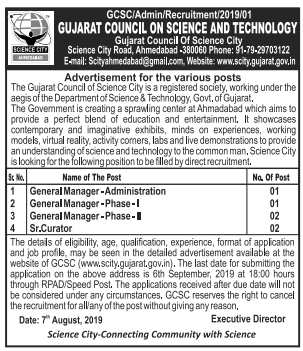 GCSC/Admin/Recruitment/2019/01
GUJARAT COUNCIL ON SCIENCE AND TECHNOLOGY
Gujarat Council Of Science City
Science City Road, Ahmedabad -380060 Phone: 91-79-29703122
E-mail: Scityahmedabad@gmail.com, Website: www.scity.gujarat.gov.in
SCIENCE CITY
AHMEDABAD
Advertisement for the various posts
The Gujarat Council of Science City is a registered society, working under the
aegis of the Department of Science & Technology, Govt, of Gujarat.
The Government is creating a sprawling center at Ahmedabad which aims to
provide a perfect blend of education and entertainment. It showcases
contemporary and imaginative exhibits, minds on experiences, working
models, virtual reality, activity corners, labs and live demonstrations to provide
an understanding of science and technology to the common man, Science City
is looking for the following position to be filled by direct recruitment.
Sr. No. Name of The Post No. Of Post
1 General Manager - Administration 01
2 General Manager - Phase - I 01
3 General Manager - Phase - II 02
4 Sr.Curator 02
The details of eligibility, age, qualification, experience, format of application
and job profile, may be seen in the detailed advertisement available at the
website of GCSC (www.scity.gujarat.gov.in). The last date for submitting the
application on the above address is 6th September, 2019 at 18:00 hours
through RPAD/Speed Post. The applications received after due date will not
be considered under any circumstances. GCSC reserves the right to cancel
the recruitment for all/any of the post without giving any reason,
Date: 7th August, 2019 Executive Director
Science City-Connecting Community with Science